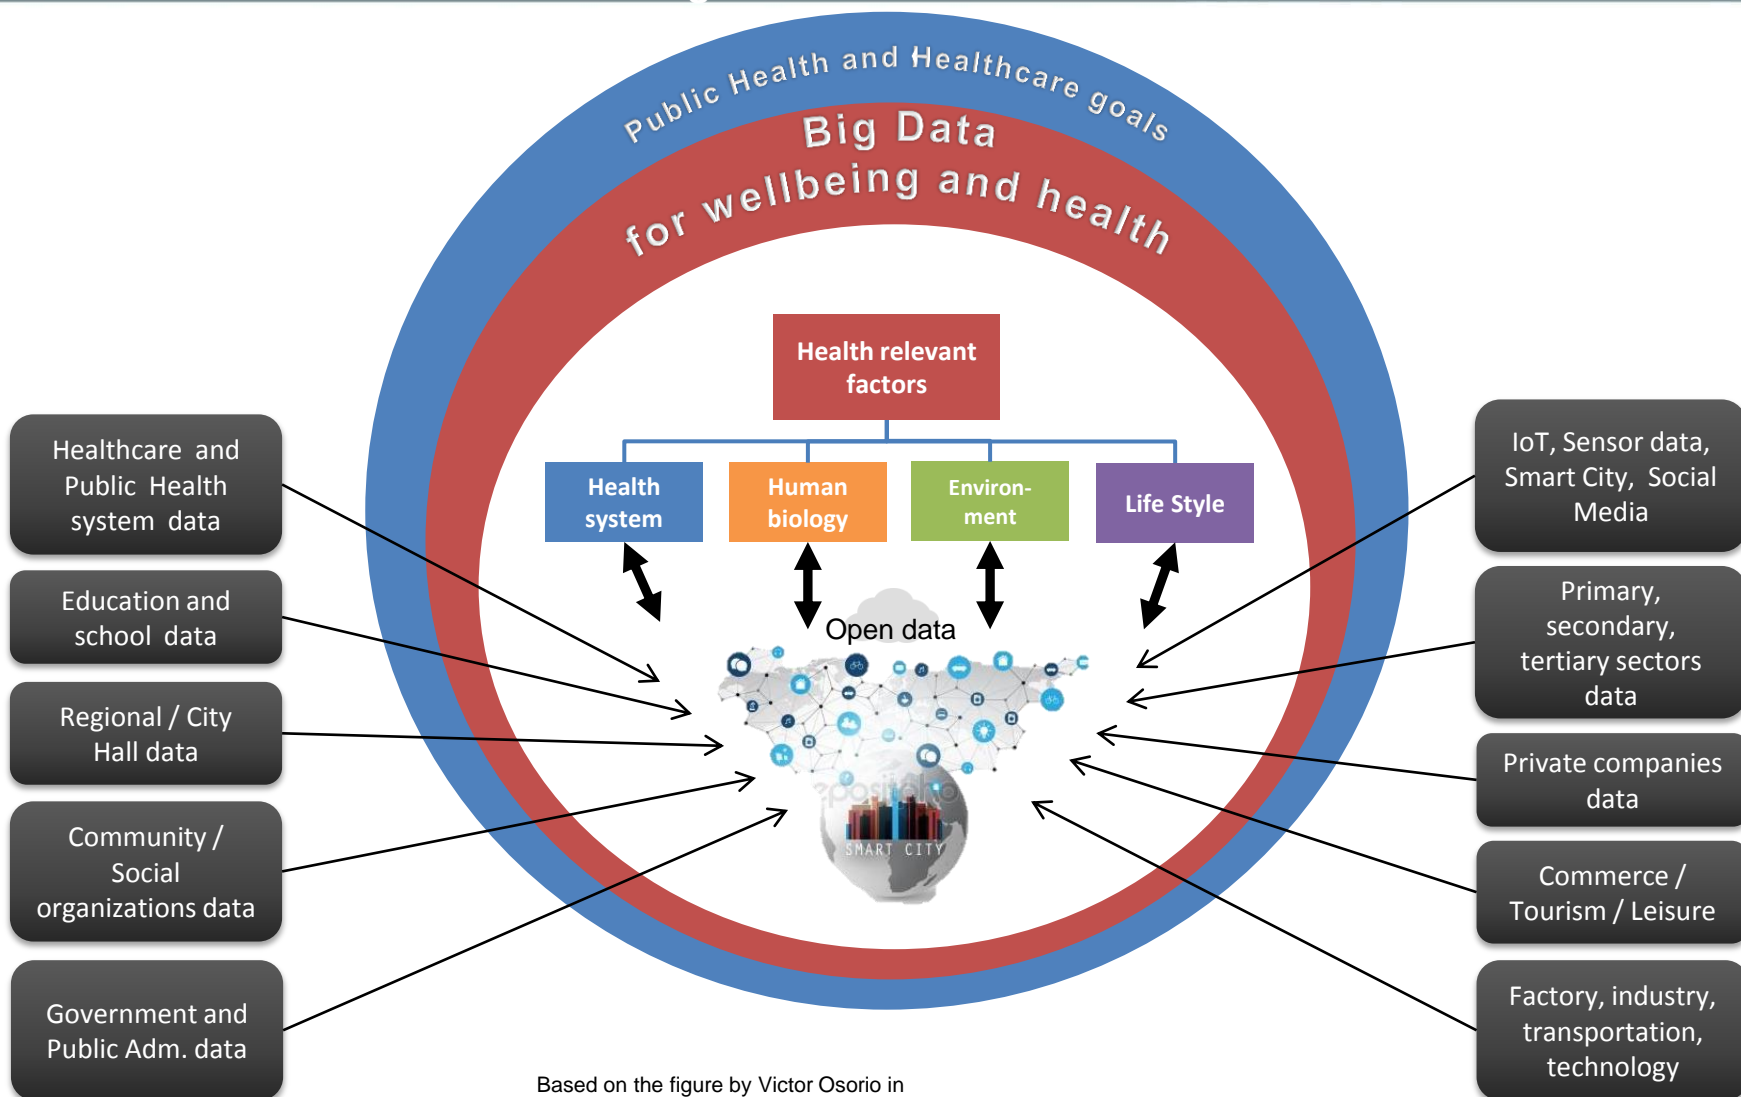 Public Health and Healthcare goals
Big Data
for wellbeing and health
Health relevant
factors
Health
system
Human
biology
Environ-
ment
Life Style
Open data
SMART CITY
Healthcare and
Public Health
system data
Education and
school data
Regional / City
Hall data
Community /
Social
organizations data
Government and
Public Adm. data
IoT, Sensor data,
Smart City, Social
Media
Primary,
secondary,
tertiary sectors
data
Private companies
data
Commerce /
Tourism / Leisure
Factory, industry,
transportation,
technology
Based on the figure by Victor Osorio in